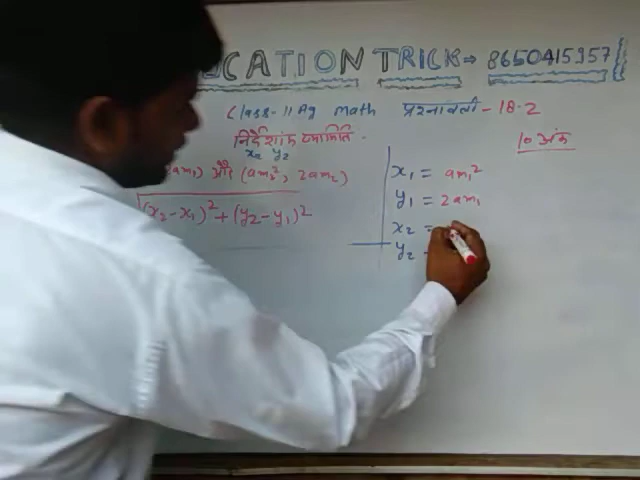 UCATION TRICK → 8650415957
Class-11 Ag Math प्रश्नावली - 18.2
निर्देशांक ज्यामिति . 10 अंक
x₂ y₂
am₁) और (am₂², 2am₂)
(x₂-x₁)² + (y₂-y₁)²
x₁ = am₁²
y₁ = 2am₁
x₂ =
y₂